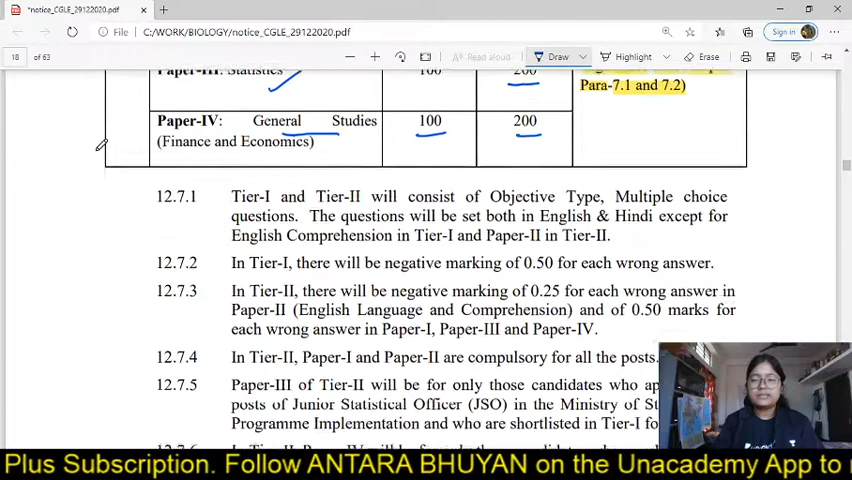 *notice_CGLE_29122020.pdf
File C:/WORK/BIOLOGY/notice_CGLE_29122020.pdf Sign in
18 of 63 Read aloud Draw Highlight Erase
Paper-III: Statistics 100 200
Para-7.1 and 7.2)
Paper-IV: General Studies 100 200
(Finance and Economics)
12.7.1 Tier-I and Tier-II will consist of Objective Type, Multiple choice
questions. The questions will be set both in English & Hindi except for
English Comprehension in Tier-I and Paper-II in Tier-II.
12.7.2 In Tier-I, there will be negative marking of 0.50 for each wrong answer.
12.7.3 In Tier-II, there will be negative marking of 0.25 for each wrong answer in
Paper-II (English Language and Comprehension) and of 0.50 marks for
each wrong answer in Paper-I, Paper-III and Paper-IV.
12.7.4 In Tier-II, Paper-I and Paper-II are compulsory for all the posts.
12.7.5 Paper-III of Tier-II will be for only those candidates who ap
posts of Junior Statistical Officer (JSO) in the Ministry of St
Programme Implementation and who are shortlisted in Tier-I fo
Plus Subscription. Follow ANTARA BHUYAN on the Unacademy App to